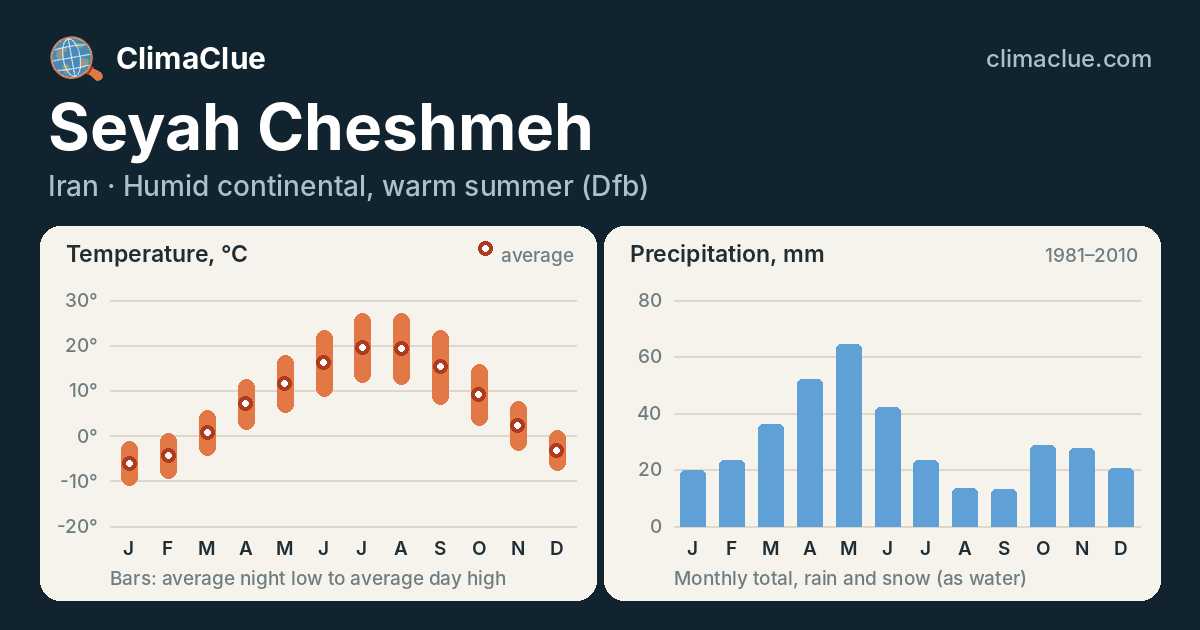 ClimaClue
climaclue.com
Seyah Cheshmeh
Iran · Humid continental, warm summer (Dfb)
Temperature, °C
average
30°
20°
10°
0°
-10°
-20°
J F M A M J J A S O N D
Bars: average night low to average day high
Precipitation, mm
1981–2010
80
60
40
20
0
J F M A M J J A S O N D
Monthly total, rain and snow (as water)